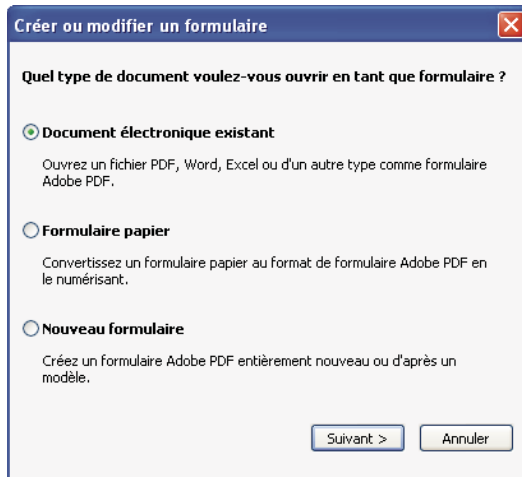 Créer ou modifier un formulaire
Quel type de document voulez-vous ouvrir en tant que formulaire ?
Document électronique existant
Ouvrez un fichier PDF, Word, Excel ou d'un autre type comme formulaire
Adobe PDF.
Formulaire papier
Convertissez un formulaire papier au format de formulaire Adobe PDF en
le numérisant.
Nouveau formulaire
Créez un formulaire Adobe PDF entièrement nouveau ou d'après un
modèle.
Suivant > Annuler